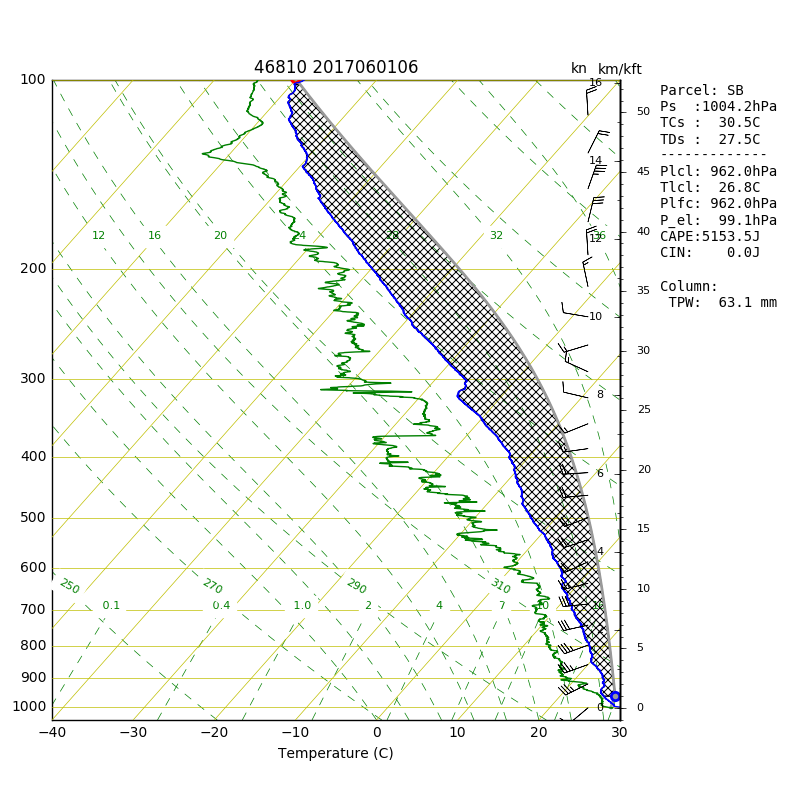 46810 2017060106
kn km/kft
Parcel: SB
Ps  :1004.2hPa
TCs :  30.5C
TDs :  27.5C
-------------
Plcl: 962.0hPa
Tlcl:  26.8C
Plfc: 962.0hPa
P_el:  99.1hPa
CAPE:5153.5J
CIN:    0.0J
Column:
TPW:  63.1 mm
100
200
300
400
500
600
700
800
900
1000
16
14
12
10
8
6
4
0
50
45
40
35
30
25
20
15
10
5
0
12 16 20 24 28 32 36
250 270 290 310
0.1 0.4 1.0 2 4 7 10 16
−40 −30 −20 −10 0 10 20 30
Temperature (C)